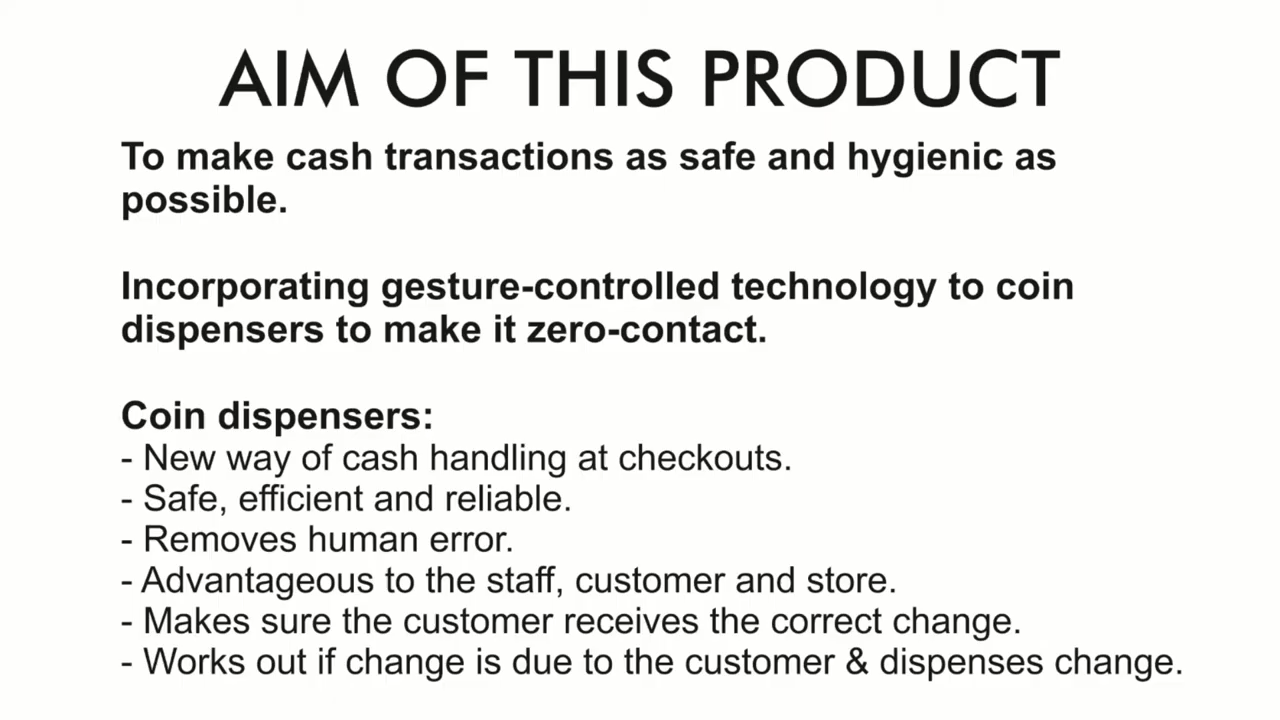 AIM OF THIS PRODUCT
To make cash transactions as safe and hygienic as
possible.
Incorporating gesture-controlled technology to coin
dispensers to make it zero-contact.
Coin dispensers:
- New way of cash handling at checkouts.
- Safe, efficient and reliable.
- Removes human error.
- Advantageous to the staff, customer and store.
- Makes sure the customer receives the correct change.
- Works out if change is due to the customer & dispenses change.